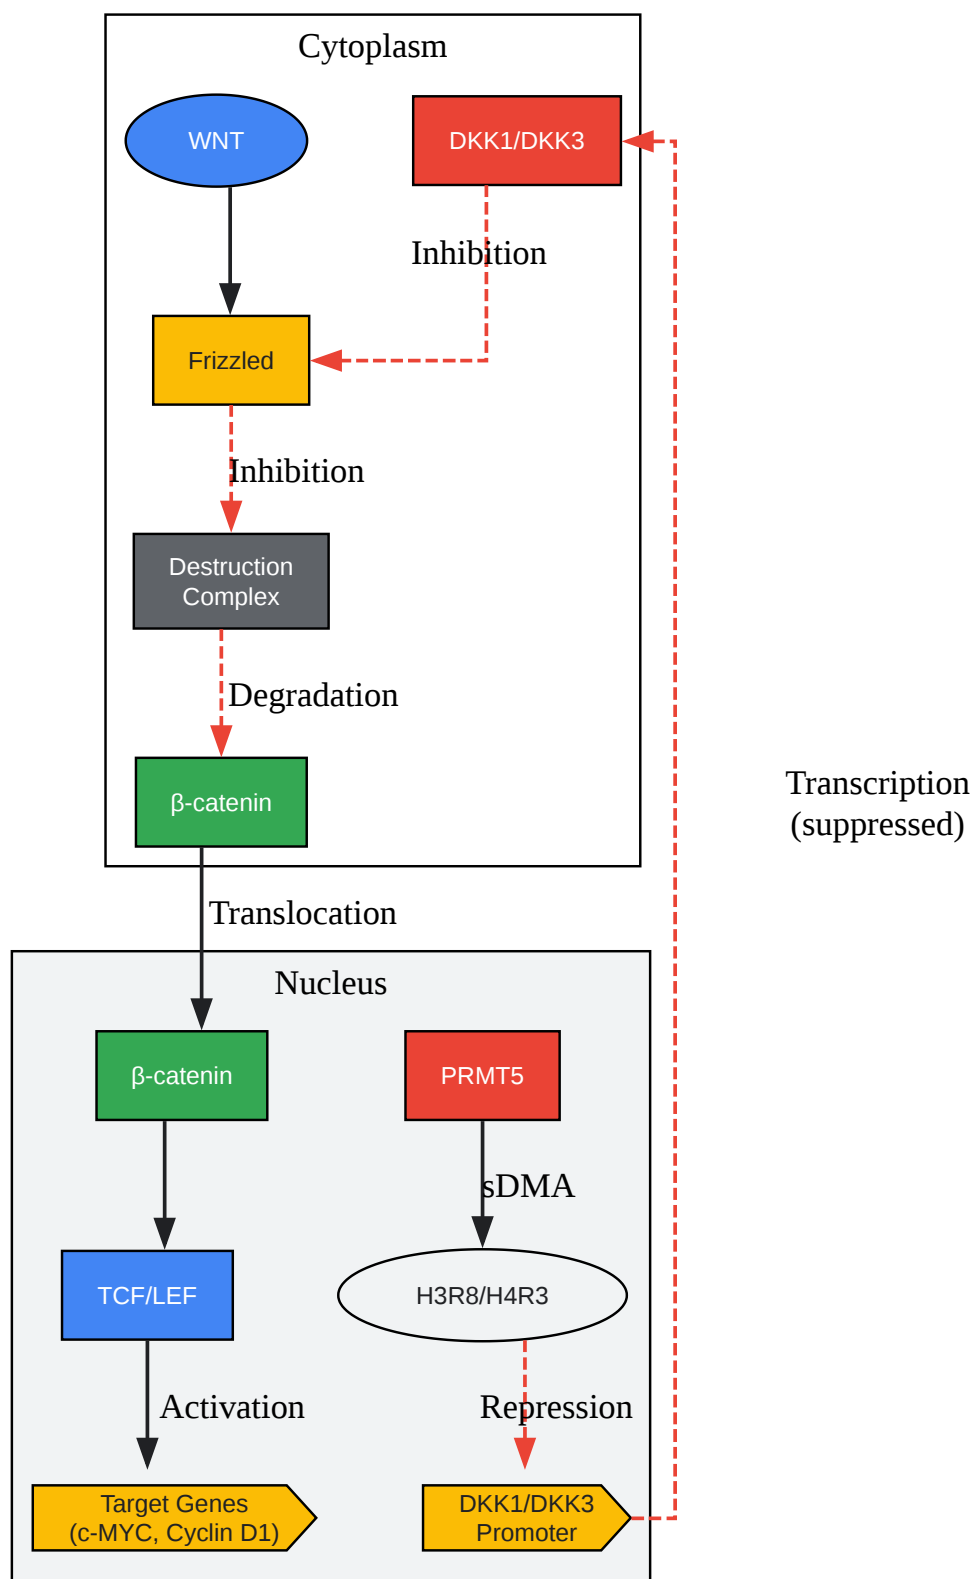 Cytoplasm
WNT
DKK1/DKK3
Inhibition
Frizzled
Inhibition
Destruction
Complex
Degradation
β-catenin
Transcription
(suppressed)
Translocation
Nucleus
β-catenin
PRMT5
sDMA
TCF/LEF
H3R8/H4R3
Activation
Repression
Target Genes
(c-MYC, Cyclin D1)
DKK1/DKK3
Promoter